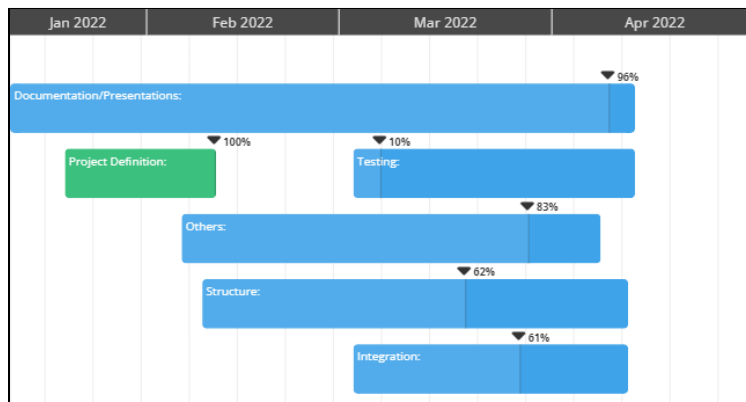 Jan 2022 Feb 2022 Mar 2022 Apr 2022
96%
Documentation/Presentations:
100% 10%
Project Definition: Testing:
83%
Others:
62%
Structure:
61%
Integration: